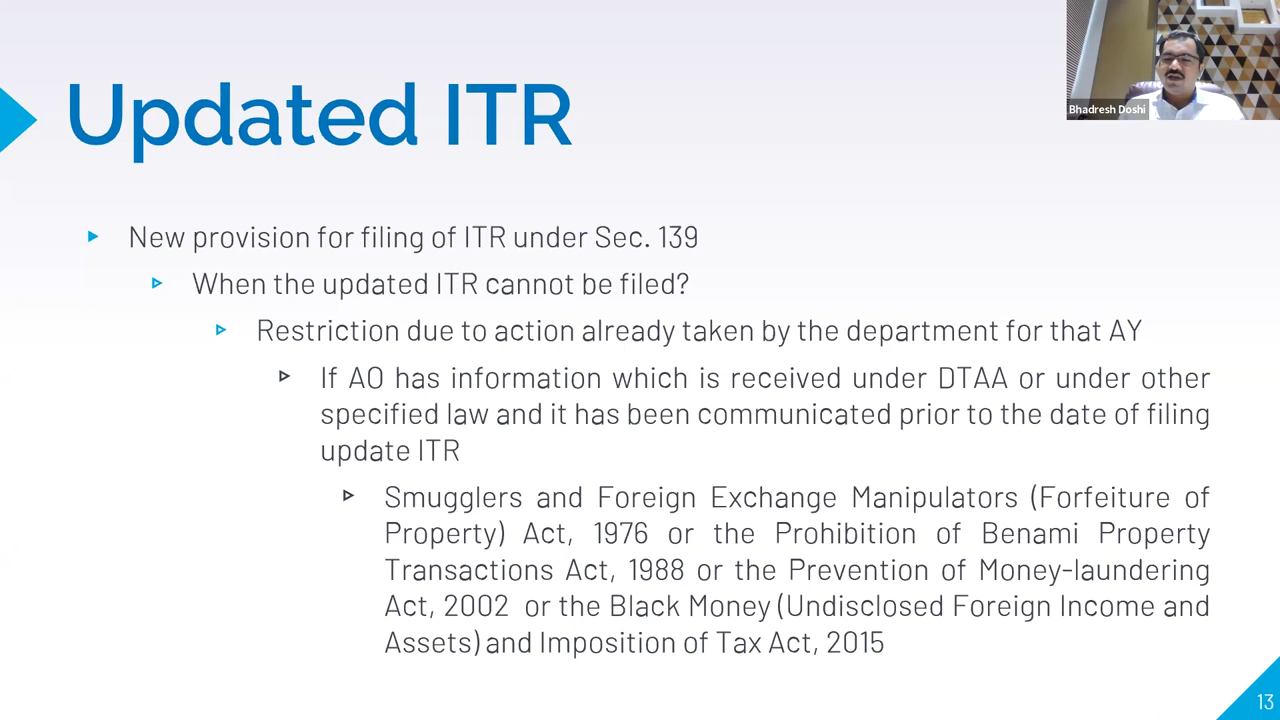 Updated ITR
Bhadresh Doshi
New provision for filing of ITR under Sec. 139
When the updated ITR cannot be filed?
Restriction due to action already taken by the department for that AY
If AO has information which is received under DTAA or under other
specified law and it has been communicated prior to the date of filing
update ITR
Smugglers and Foreign Exchange Manipulators (Forfeiture of
Property) Act, 1976 or the Prohibition of Benami Property
Transactions Act, 1988 or the Prevention of Money-laundering
Act, 2002 or the Black Money (Undisclosed Foreign Income and
Assets) and Imposition of Tax Act, 2015
13